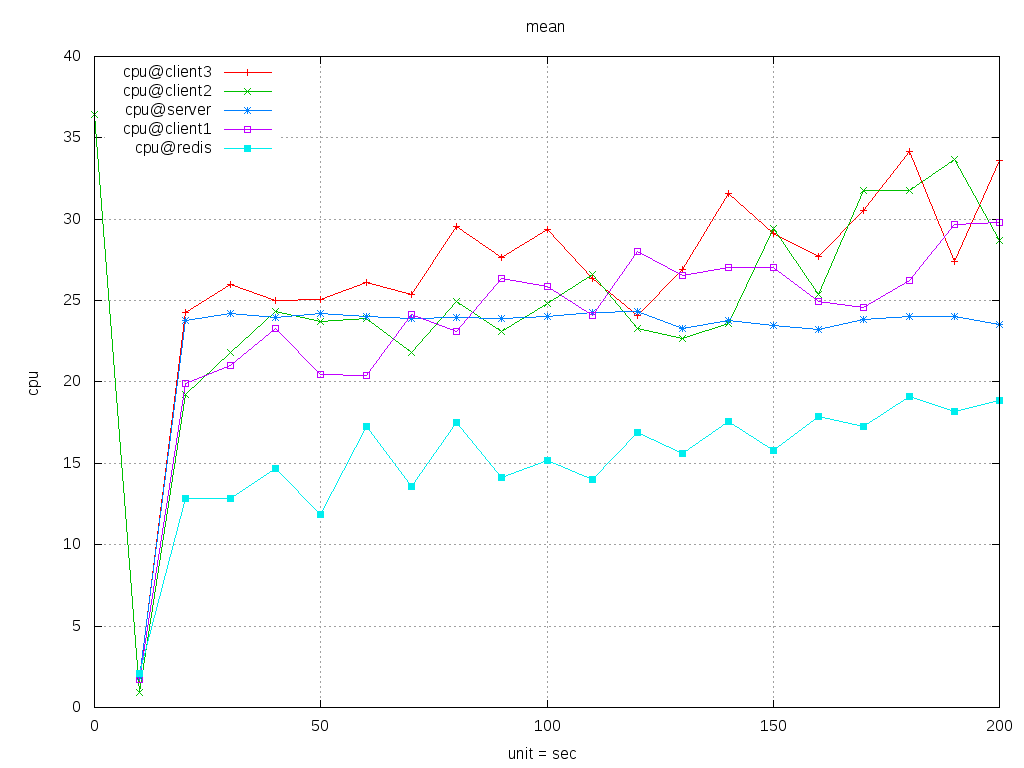 mean
40
35
30
25
20
15
10
5
0
cpu
cpu@client3
cpu@client2
cpu@server
cpu@client1
cpu@redis
0 50 100 150 200
unit = sec